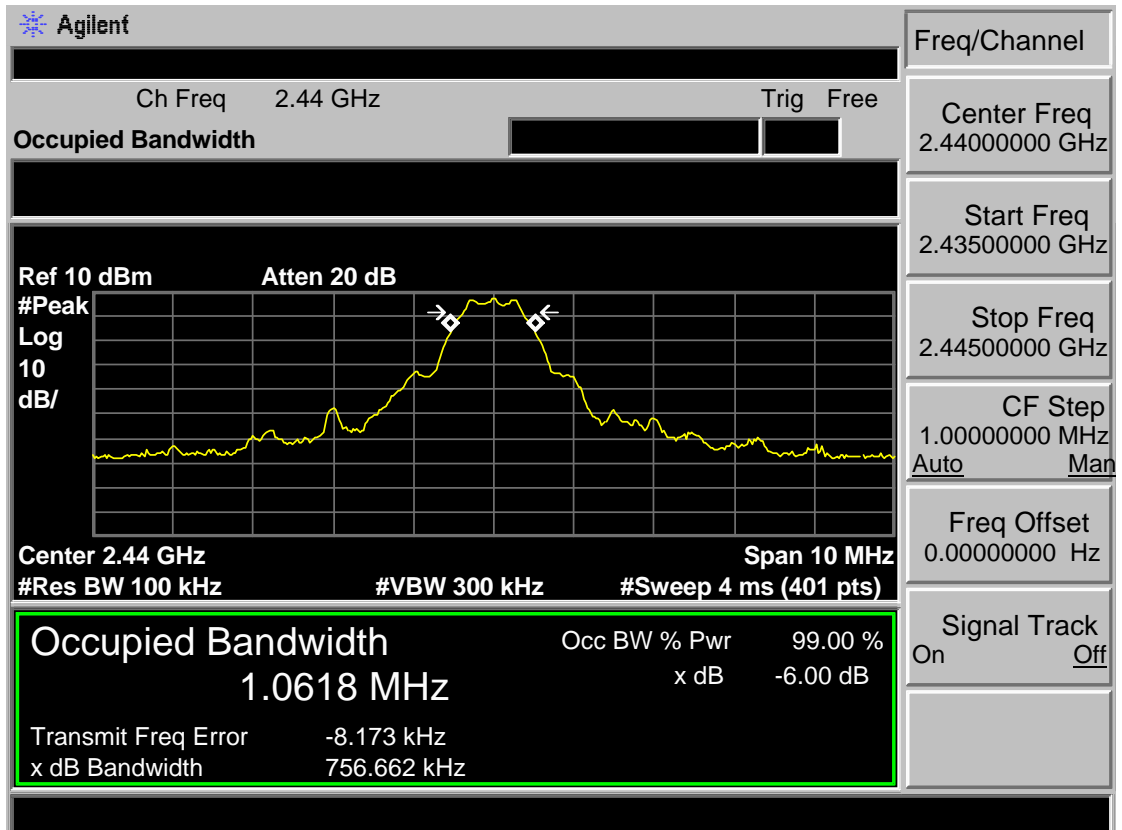 Agilent
Freq/Channel
Ch Freq 2.44 GHz Trig Free
Occupied Bandwidth
Center Freq
2.44000000 GHz
Start Freq
2.43500000 GHz
Stop Freq
2.44500000 GHz
CF Step
1.00000000 MHz
Auto Man
Freq Offset
0.00000000 Hz
Signal Track
On Off
Ref 10 dBm Atten 20 dB
#Peak
Log
10
dB/
Center 2.44 GHz Span 10 MHz
#Res BW 100 kHz #VBW 300 kHz #Sweep 4 ms (401 pts)
Occupied Bandwidth Occ BW % Pwr 99.00 %
1.0618 MHz x dB -6.00 dB
Transmit Freq Error -8.173 kHz
x dB Bandwidth 756.662 kHz